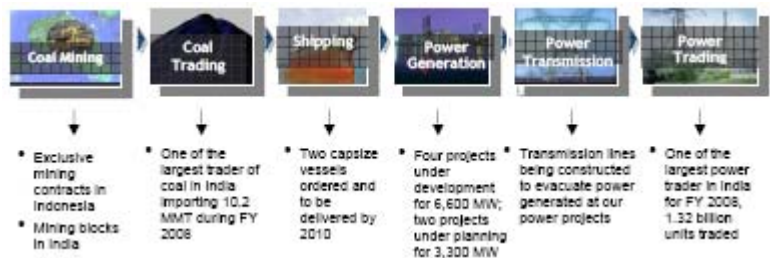 Coal Mining
Coal
Trading
Shipping
Power
Generation
Power
Transmission
Power
Trading
• Exclusive
mining
contracts in
Indonesia
• Mining blocks
in India
• One of the
largest trader of
coal in India
importing 10.2
MMT during FY
2008
• Two capsize
vessels
ordered and to
be delivered by
2010
• Four projects
under
development
for 6,600 MW;
two projects
under planning
for 3,300 MW
• Transmission lines
being constructed
to evacuate power
generated at our
power projects
• One of the
largest power
trader in India
for FY 2008,
1.32 billion
units traded